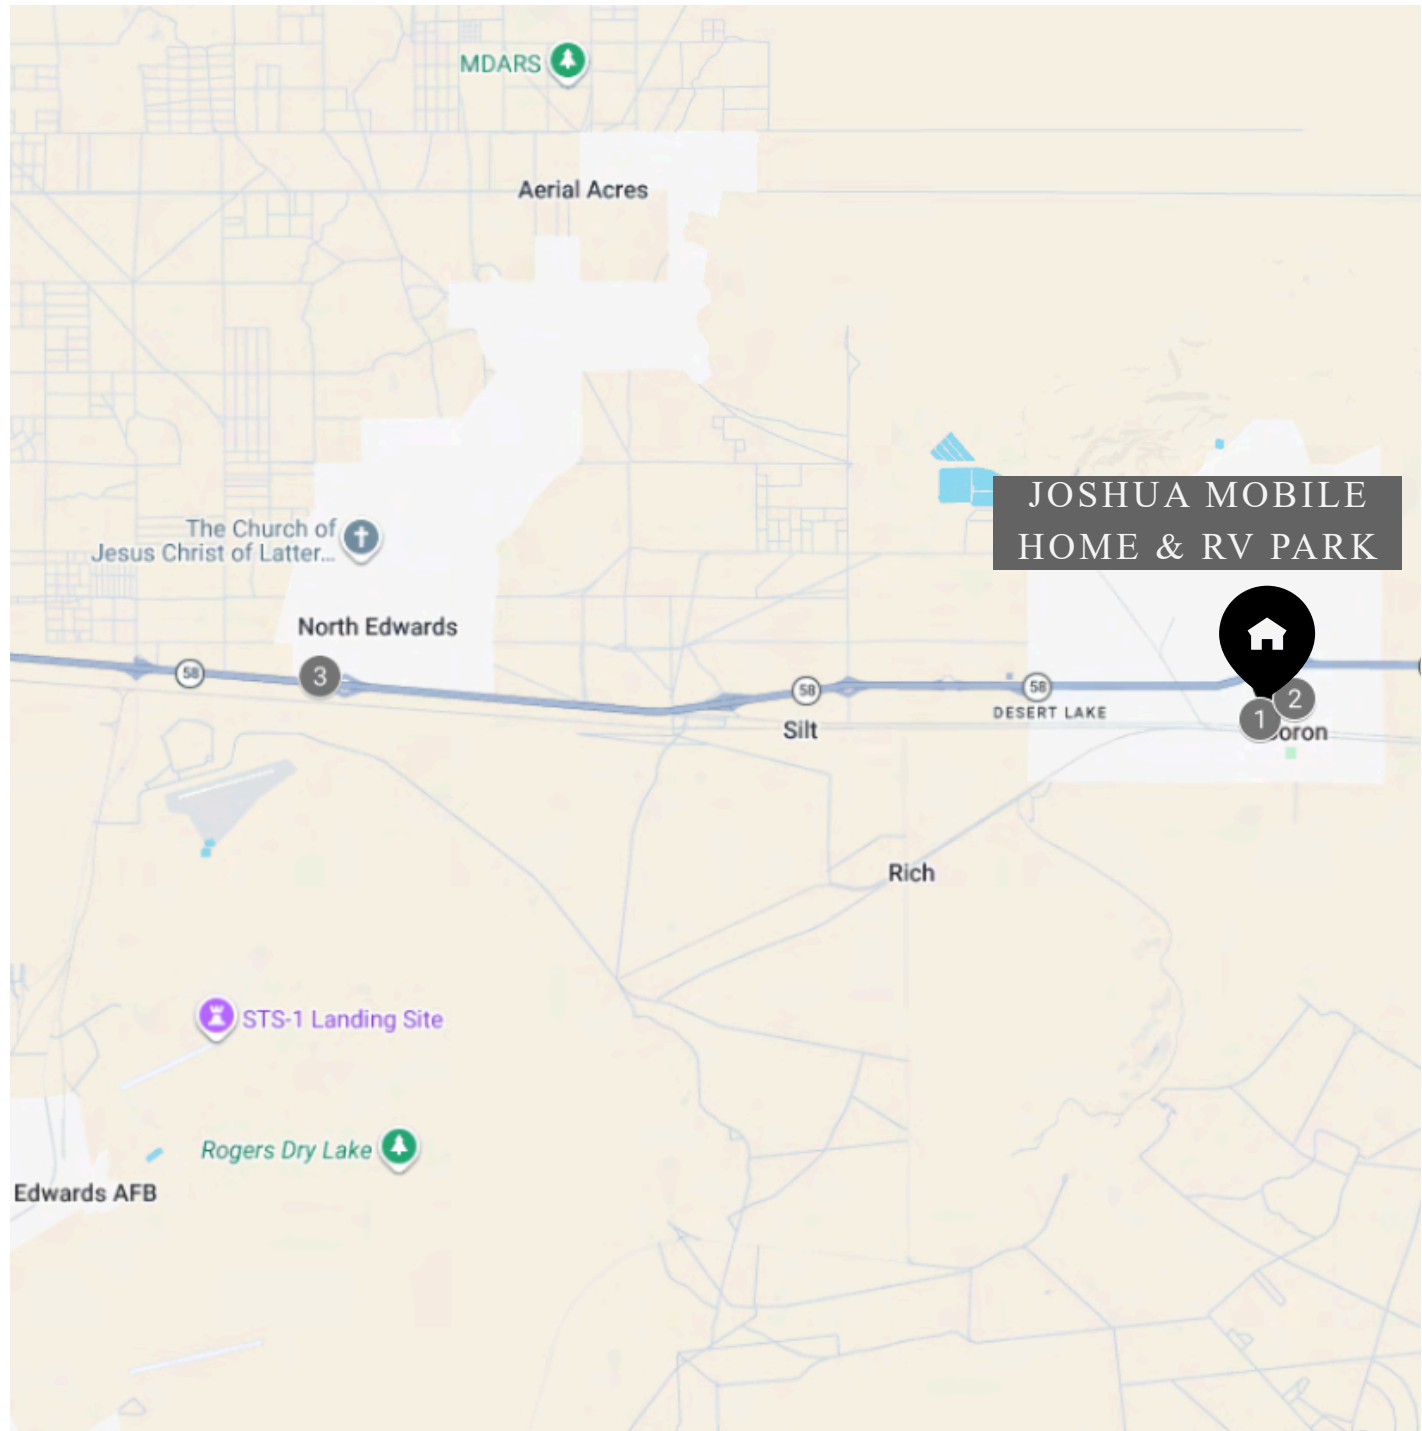 MDARS
Aerial Acres
JOSHUA MOBILE
HOME & RV PARK
The Church of
Jesus Christ of Latter...
North Edwards
58
3
58
58
DESERT LAKE
2
1
oron
Silt
Rich
STS-1 Landing Site
Rogers Dry Lake
Edwards AFB